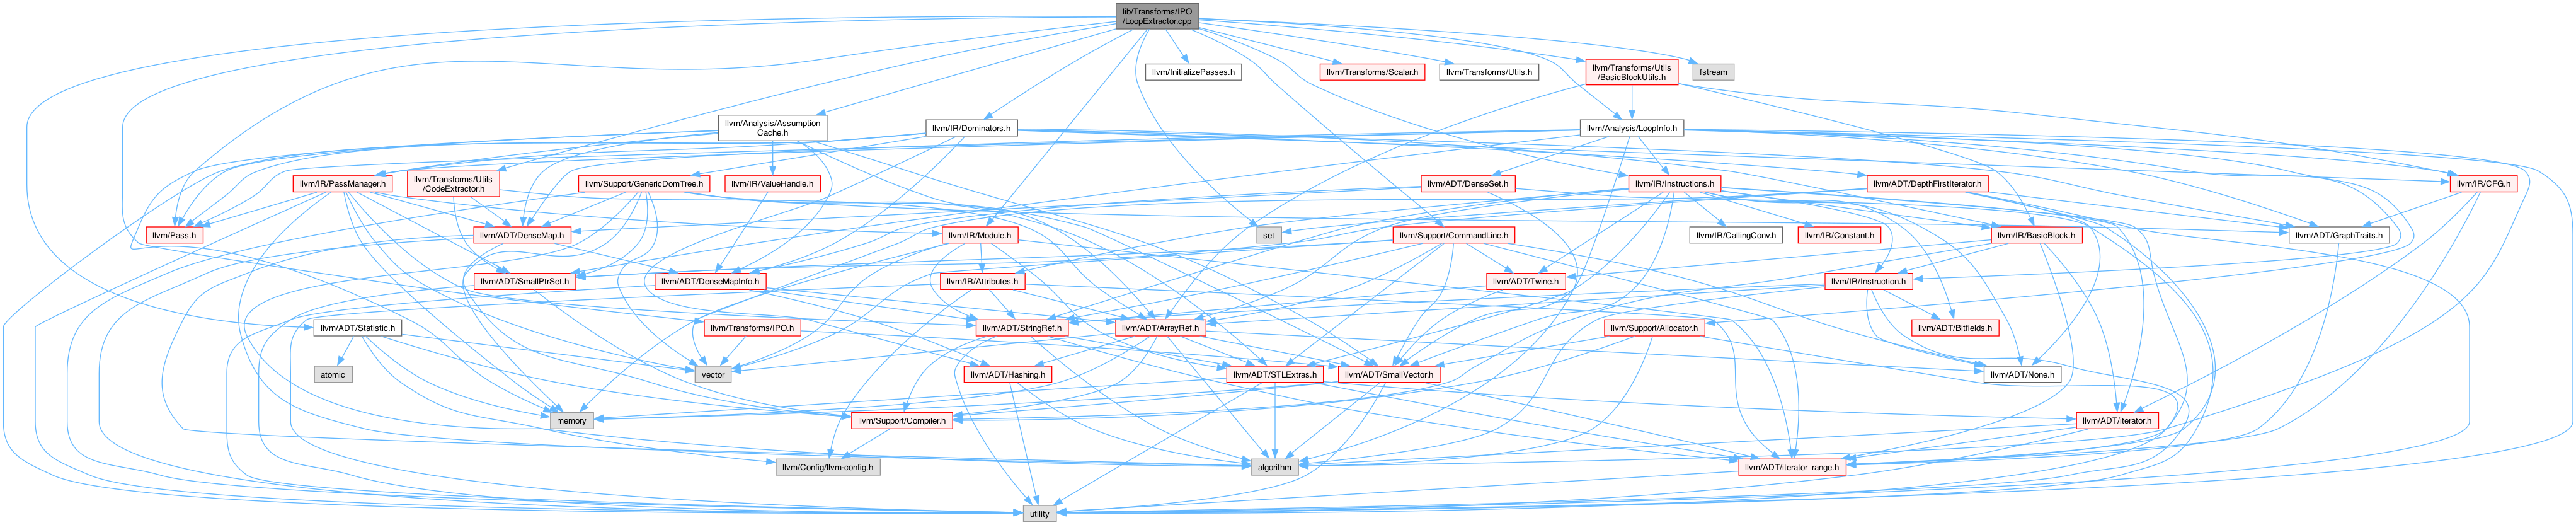 lib/Transforms/IPO
/LoopExtractor.cpp
llvm/InitializePasses.h
llvm/Transforms/Scalar.h
llvm/Transforms/Utils.h
llvm/Transforms/Utils
/BasicBlockUtils.h
fstream
llvm/Analysis/Assumption
Cache.h
llvm/IR/Dominators.h
llvm/Analysis/LoopInfo.h
llvm/IR/PassManager.h
llvm/Transforms/Utils
/CodeExtractor.h
llvm/Support/GenericDomTree.h
llvm/IR/ValueHandle.h
llvm/ADT/DenseSet.h
llvm/IR/Instructions.h
llvm/ADT/DepthFirstIterator.h
llvm/IR/CFG.h
llvm/Pass.h
llvm/ADT/DenseMap.h
llvm/IR/Module.h
set
llvm/Support/CommandLine.h
llvm/IR/CallingConv.h
llvm/IR/Constant.h
llvm/IR/BasicBlock.h
llvm/ADT/GraphTraits.h
llvm/ADT/SmallPtrSet.h
llvm/ADT/DenseMapInfo.h
llvm/IR/Attributes.h
llvm/ADT/Twine.h
llvm/IR/Instruction.h
llvm/ADT/Statistic.h
llvm/Transforms/IPO.h
llvm/ADT/StringRef.h
llvm/ADT/ArrayRef.h
llvm/Support/Allocator.h
llvm/ADT/Bitfields.h
atomic
vector
llvm/ADT/Hashing.h
llvm/ADT/STLExtras.h
llvm/ADT/SmallVector.h
llvm/ADT/None.h
memory
llvm/Support/Compiler.h
llvm/ADT/iterator.h
llvm/Config/llvm-config.h
algorithm
llvm/ADT/iterator_range.h
utility